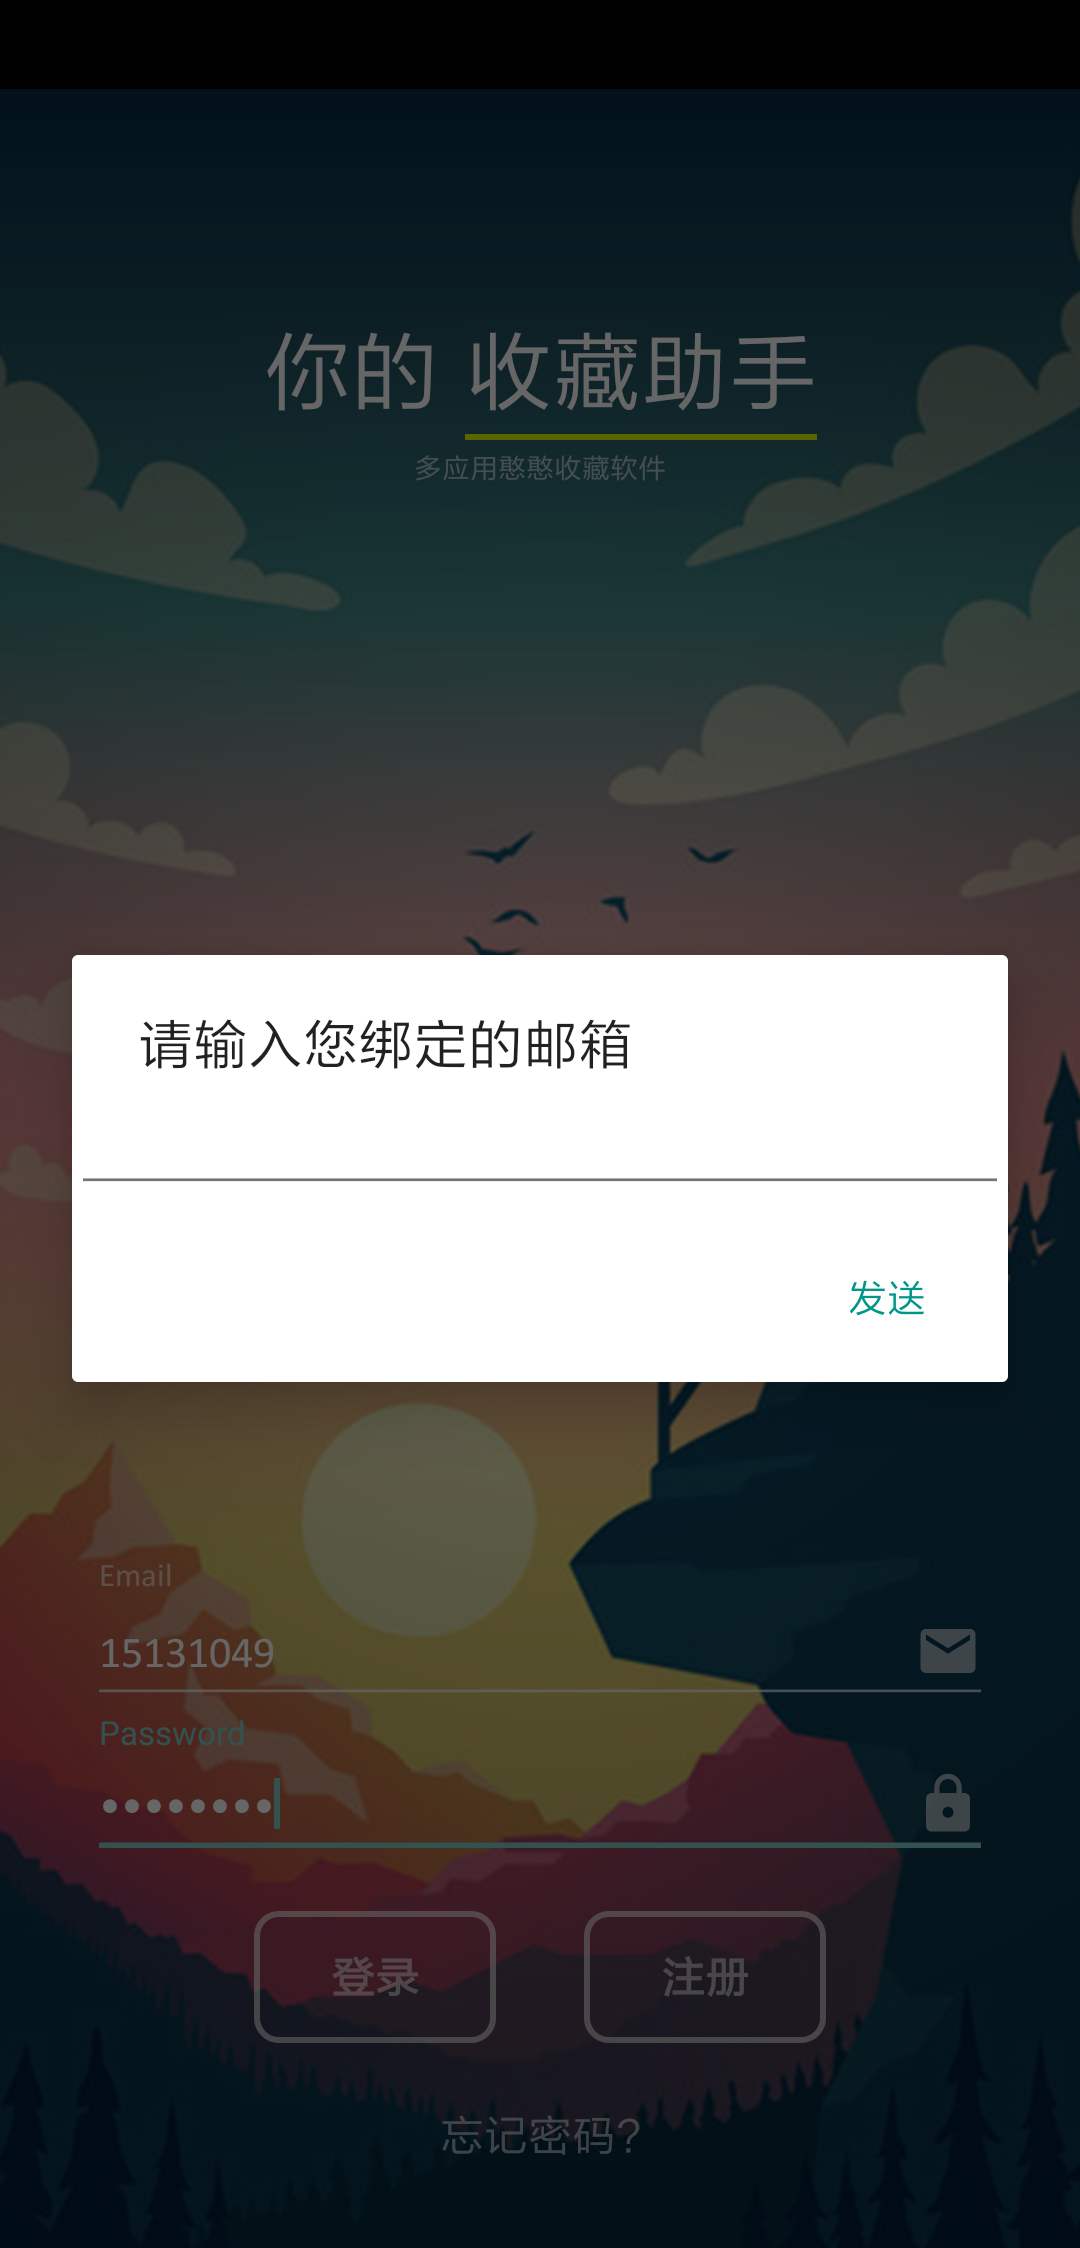 你的 收藏助手
多应用憨憨收藏软件
请输入您绑定的邮箱
发送
Email
15131049
Password
••••••••
登录
注册
忘记密码?